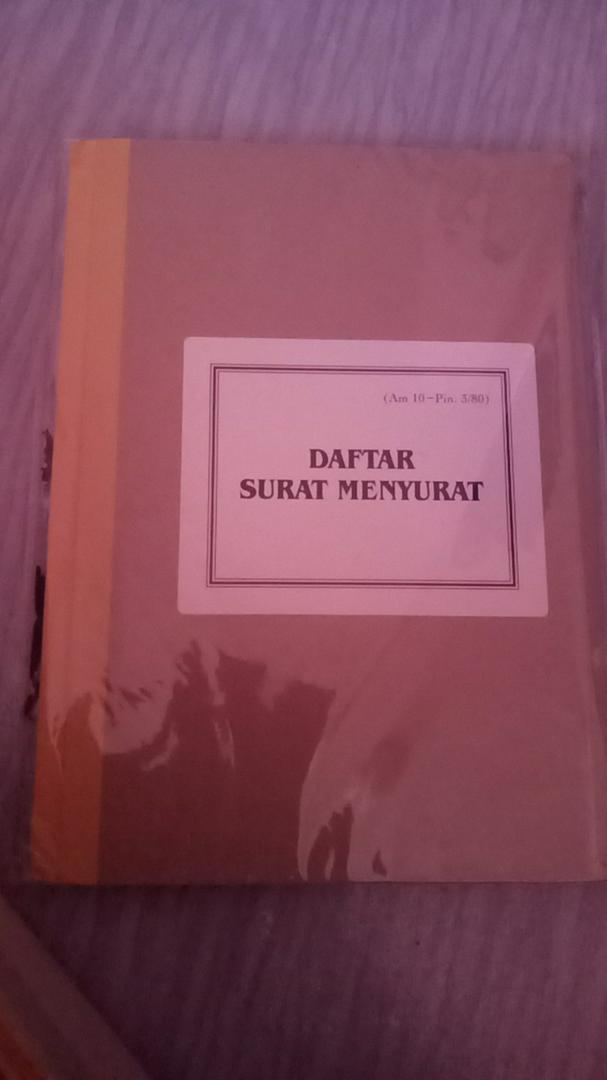 (Am 10-Pin. 3/80)
DAFTAR
SURAT MENYURAT